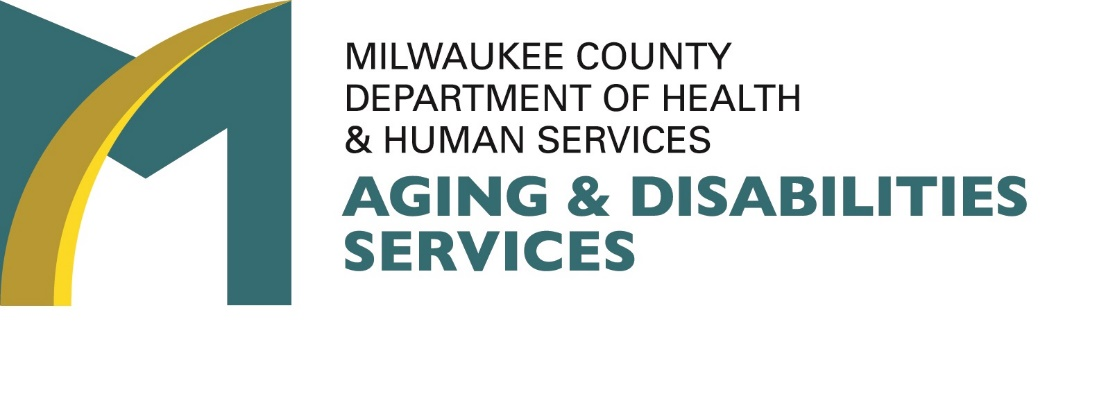 MILWAUKEE COUNTY
DEPARTMENT OF HEALTH
& HUMAN SERVICES
AGING & DISABILITIES
SERVICES